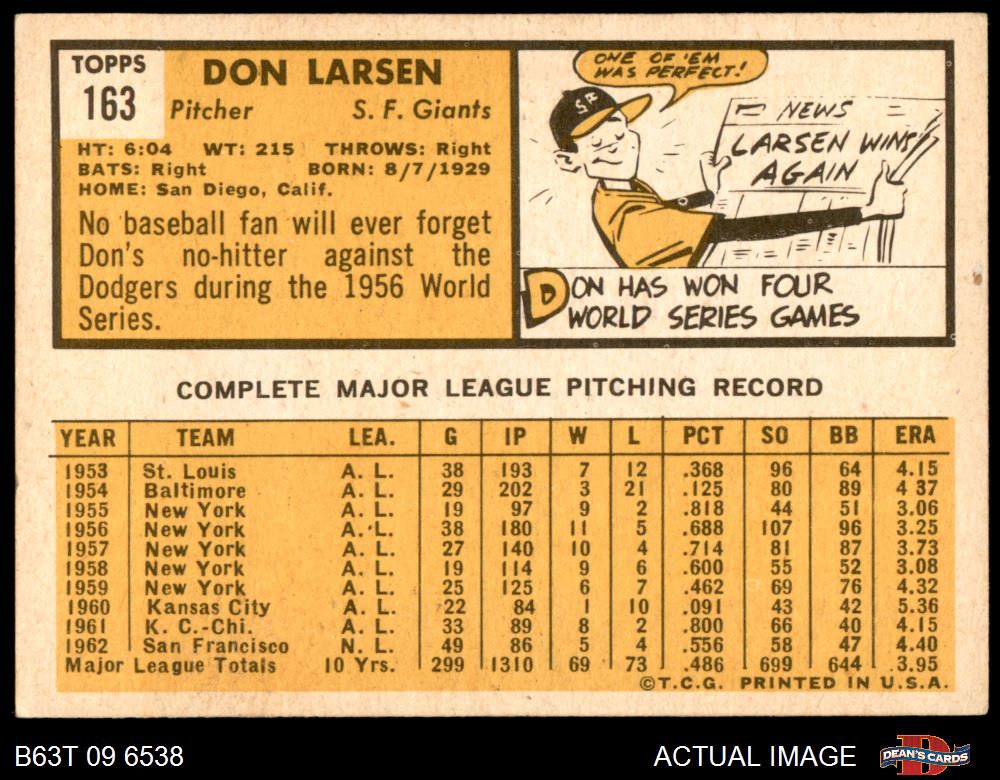 TOPPS
163
DON LARSEN
Pitcher S. F. Giants
HT: 6:04 WT: 215 THROWS: Right
BATS: Right BORN: 8/7/1929
HOME: San Diego, Calif.
No baseball fan will ever forget
Don's no-hitter against the
Dodgers during the 1956 World
Series.
ONE OF 'EM
WAS PERFECT!
SF
NEWS
LARSEN WINS
AGAIN
DON HAS WON FOUR
WORLD SERIES GAMES
COMPLETE MAJOR LEAGUE PITCHING RECORD
YEAR TEAM LEA. G IP W L PCT SO BB ERA
1953 St. Louis A. L. 38 193 7 12 .368 96 64 4.15
1954 Baltimore A. L. 29 202 3 21 .125 80 89 4 37
1955 New York A. L. 19 97 9 2 .818 44 51 3.06
1956 New York A. L. 38 180 11 5 .688 107 96 3.25
1957 New York A. L. 27 140 10 4 .714 81 87 3.73
1958 New York A. L. 19 114 9 6 .600 55 52 3.08
1959 New York A. L. 25 125 6 7 .462 69 76 4.32
1960 Kansas City A. L. 22 84 1 10 .091 43 42 5.36
1961 K. C.-Chi. A. L. 33 89 8 2 .800 66 40 4.15
1962 San Francisco N. L. 49 86 5 4 .556 58 47 4.40
Major League Totals 10 Yrs. 299 1310 69 73 .486 699 644 3.95
©T.C.G. PRINTED IN U.S.A.
B63T 09 6538 ACTUAL IMAGE DEAN'S CARDS